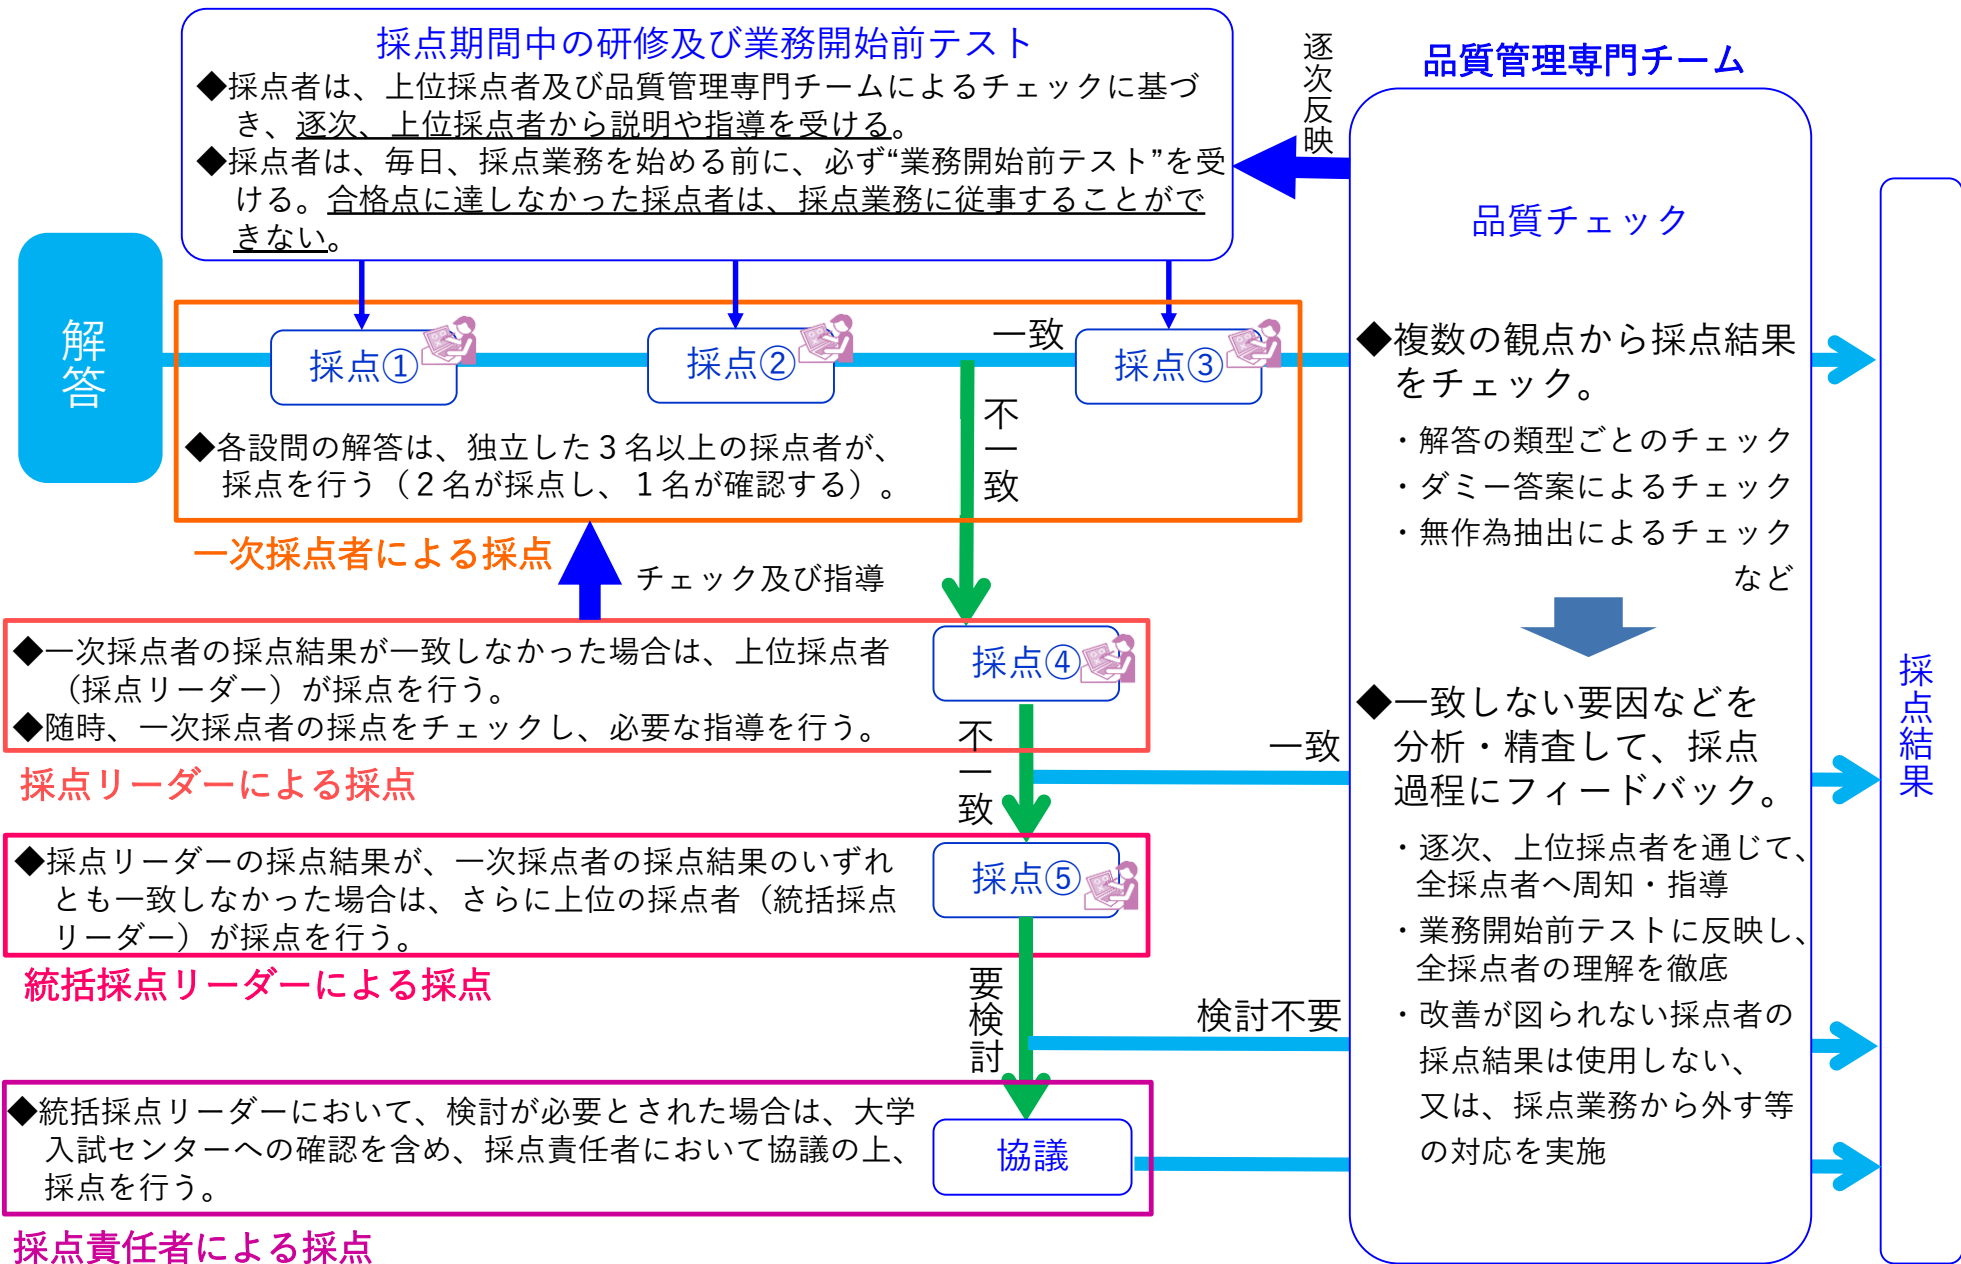 採点期間中の研修及び業務開始前テスト
◆採点者は、上位採点者及び品質管理専門チームによるチェックに基づ
き、逐次、上位採点者から説明や指導を受ける。
◆採点者は、毎日、採点業務を始める前に、必ず“業務開始前テスト”を受
ける。合格点に達しなかった採点者は、採点業務に従事することがで
きない。
逐次反映
品質管理専門チーム
解答
採点①
採点②
一致
採点③
不一致
◆各設問の解答は、独立した３名以上の採点者が、
採点を行う（２名が採点し、１名が確認する）。
一次採点者による採点
チェック及び指導
◆一次採点者の採点結果が一致しなかった場合は、上位採点者
（採点リーダー）が採点を行う。
◆随時、一次採点者の採点をチェックし、必要な指導を行う。
採点④
不一致
一致
採点リーダーによる採点
◆採点リーダーの採点結果が、一次採点者の採点結果のいずれ
とも一致しなかった場合は、さらに上位の採点者（統括採点
リーダー）が採点を行う。
採点⑤
統括採点リーダーによる採点
要検討
検討不要
◆統括採点リーダーにおいて、検討が必要とされた場合は、大学
入試センターへの確認を含め、採点責任者において協議の上、
採点を行う。
協議
採点責任者による採点
品質チェック
◆複数の観点から採点結果
をチェック。
・解答の類型ごとのチェック
・ダミー答案によるチェック
・無作為抽出によるチェック
など
◆一致しない要因などを
分析・精査して、採点
過程にフィードバック。
・逐次、上位採点者を通じて、
全採点者へ周知・指導
・業務開始前テストに反映し、
全採点者の理解を徹底
・改善が図られない採点者の
採点結果は使用しない、
又は、採点業務から外す等
の対応を実施
採点結果